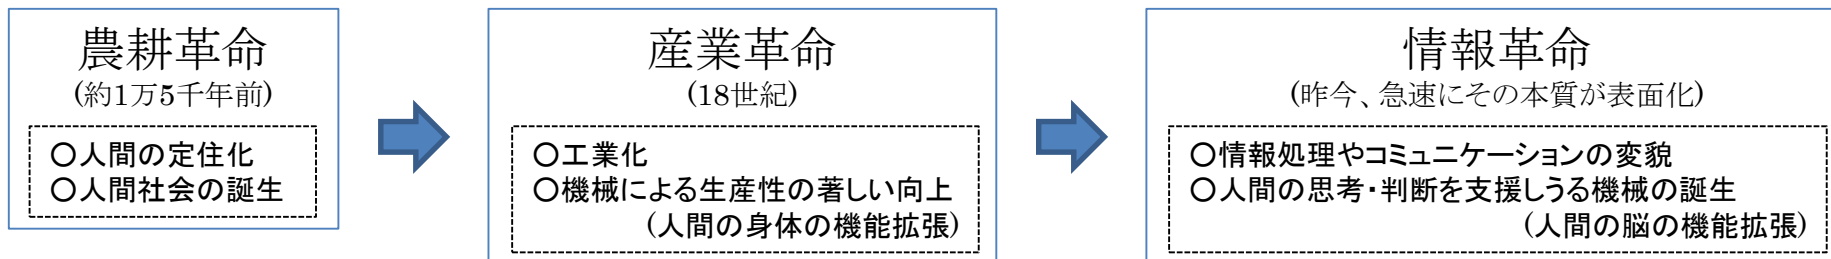 農耕革命
(約1万5千年前)
○人間の定住化
○人間社会の誕生
産業革命
(18世紀)
○工業化
○機械による生産性の著しい向上
(人間の身体の機能拡張)
情報革命
(昨今、急速にその本質が表面化)
○情報処理やコミュニケーションの変貌
○人間の思考・判断を支援しうる機械の誕生
(人間の脳の機能拡張)